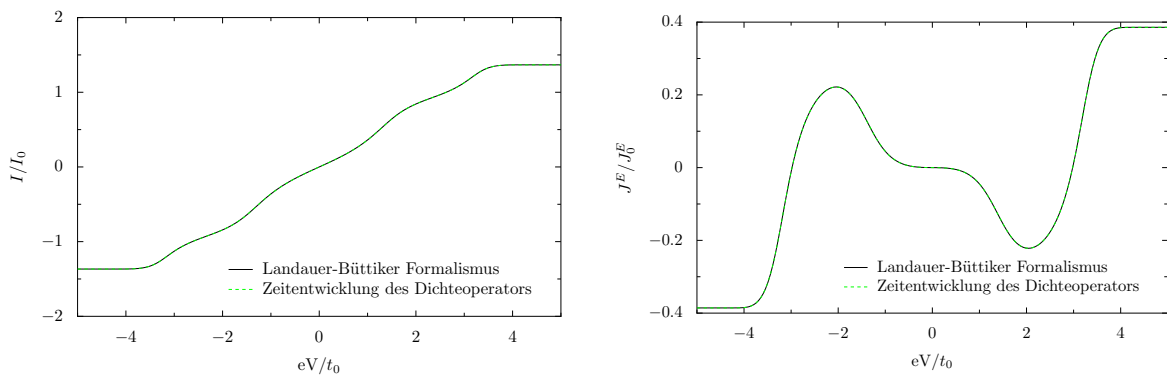 2
1
0
−1
−2
I/I₀
−4
−2
0
2
4
eV/t₀
Landauer-Büttiker Formalismus
Zeitentwicklung des Dichteoperators
0.4
0.2
0
−0.2
−0.4
Jᴱ/J₀ᴱ
−4
−2
0
2
4
eV/t₀
Landauer-Büttiker Formalismus
Zeitentwicklung des Dichteoperators